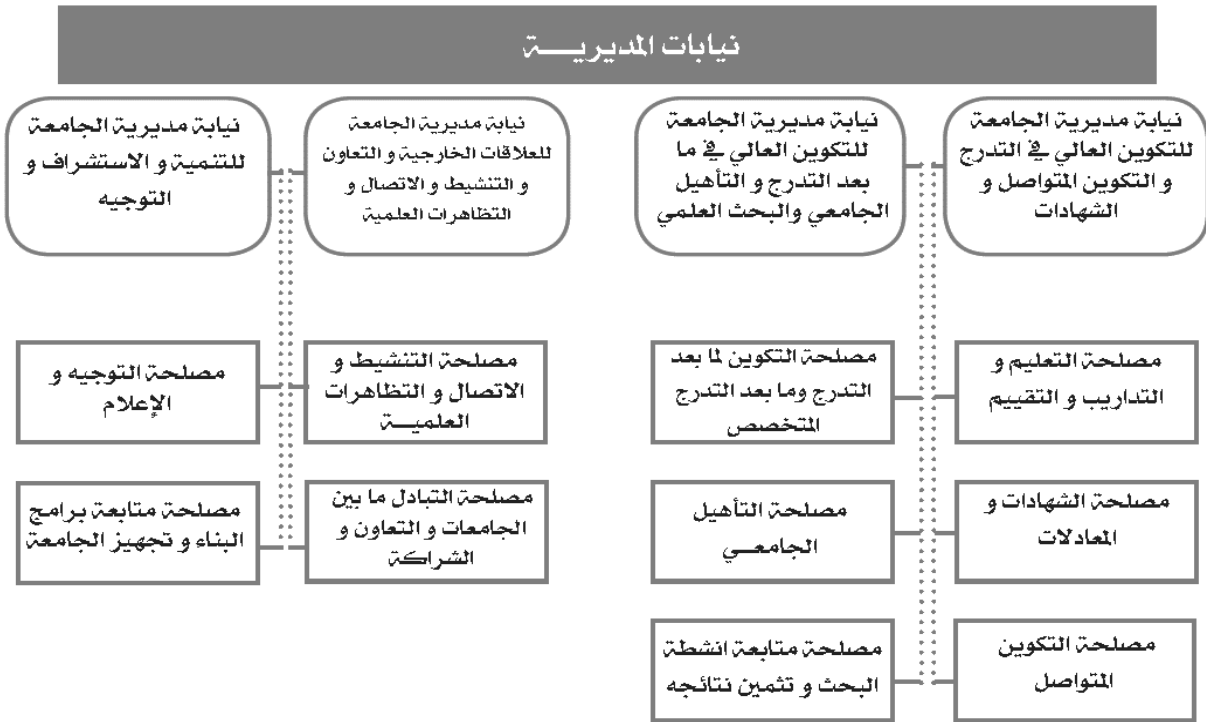 نيابات المديريـــــة
نيابة مديرية الجامعة
للتكوين العالي في التدرج
و التكوين المتواصل و
الشهادات
نيابة مديرية الجامعة
للتكوين العالي في ما
بعد التدرج و التأهيل
الجامعي والبحث العلمي
نيابة مديرية الجامعة
للعلاقات الخارجية و التعاون
و التنشيط و الاتصال و
التظاهرات العلمية
نيابة مديرية الجامعة
للتنمية و الاستشراف و
التوجيه
مصلحة التعليم و
التداريب و التقييم
مصلحة التكوين لما بعد
التدرج وما بعد التدرج
المتخصص
مصلحة التنشيط و
الاتصال و التظاهرات
العلميـــة
مصلحة التوجيه و
الإعلام
مصلحة الشهادات و
المعادلات
مصلحة التأهيل
الجامعــي
مصلحة التبادل ما بين
الجامعات و التعاون و
الشراكة
مصلحة متابعة برامج
البناء و تجهيز الجامعة
مصلحة التكوين
المتواصل
مصلحة متابعة انشطة
البحث و تثمين نتائجه